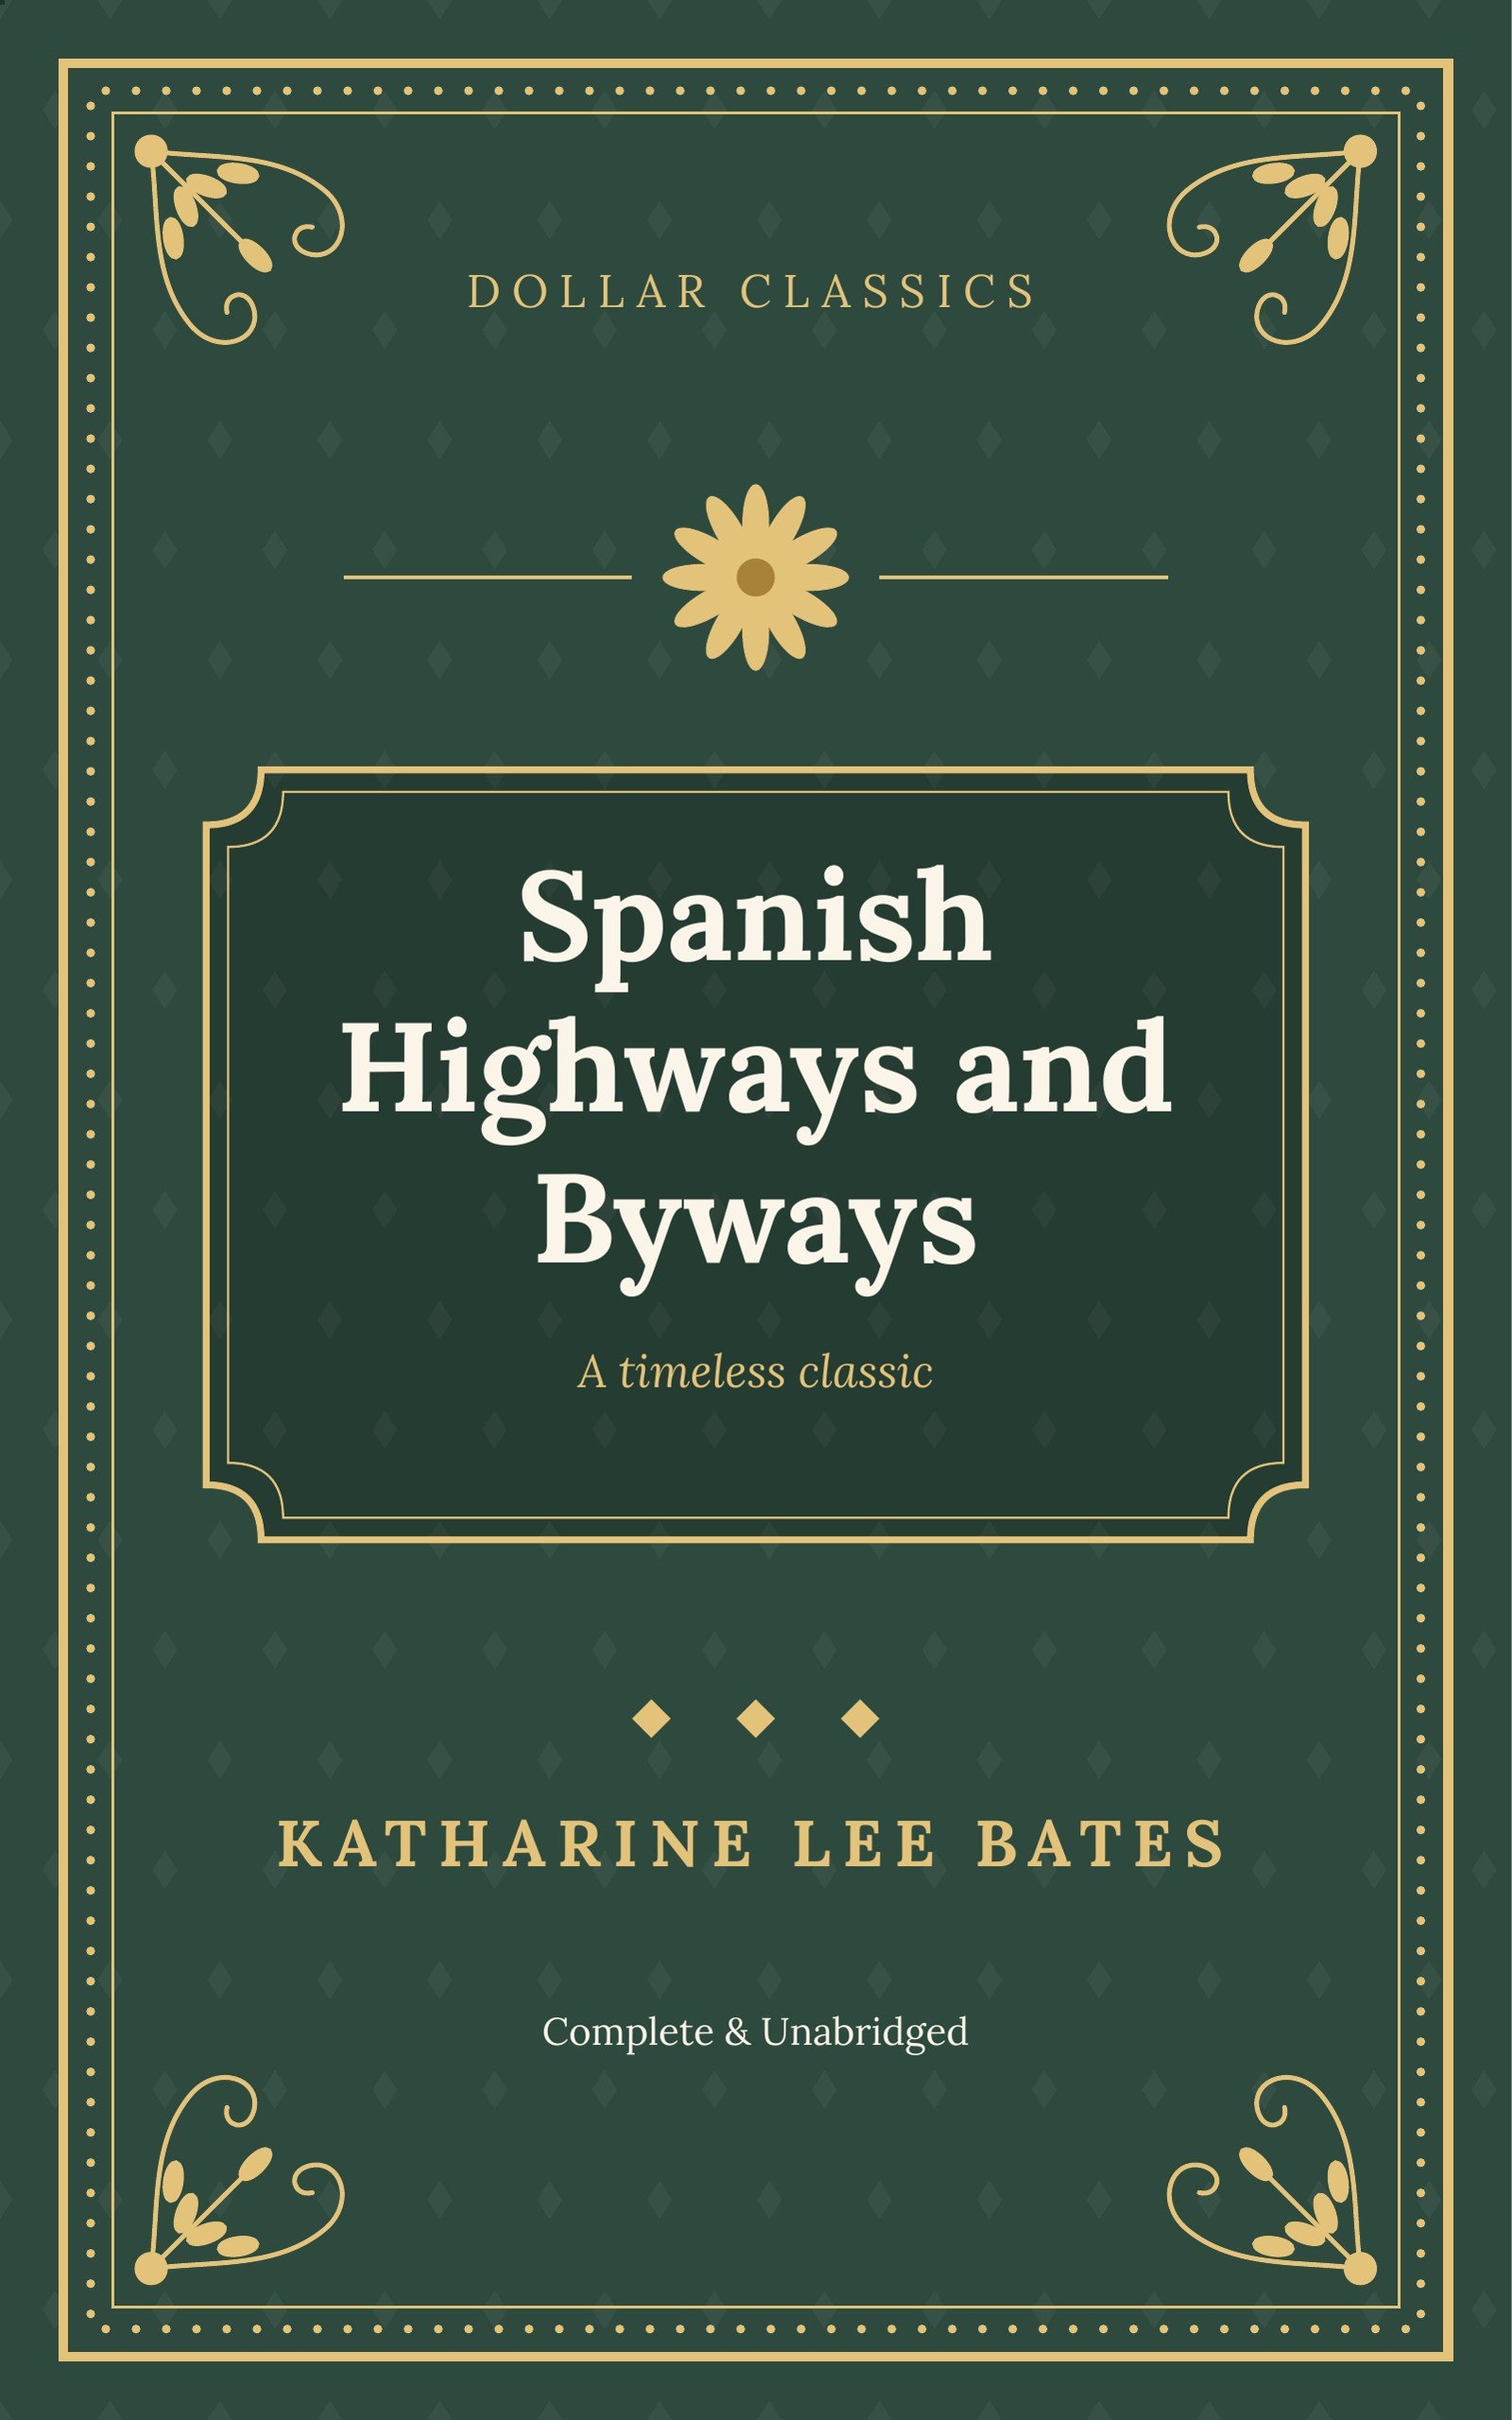 DOLLAR CLASSICS
Spanish
Highways and
Byways
A timeless classic
KATHARINE LEE BATES
Complete & Unabridged